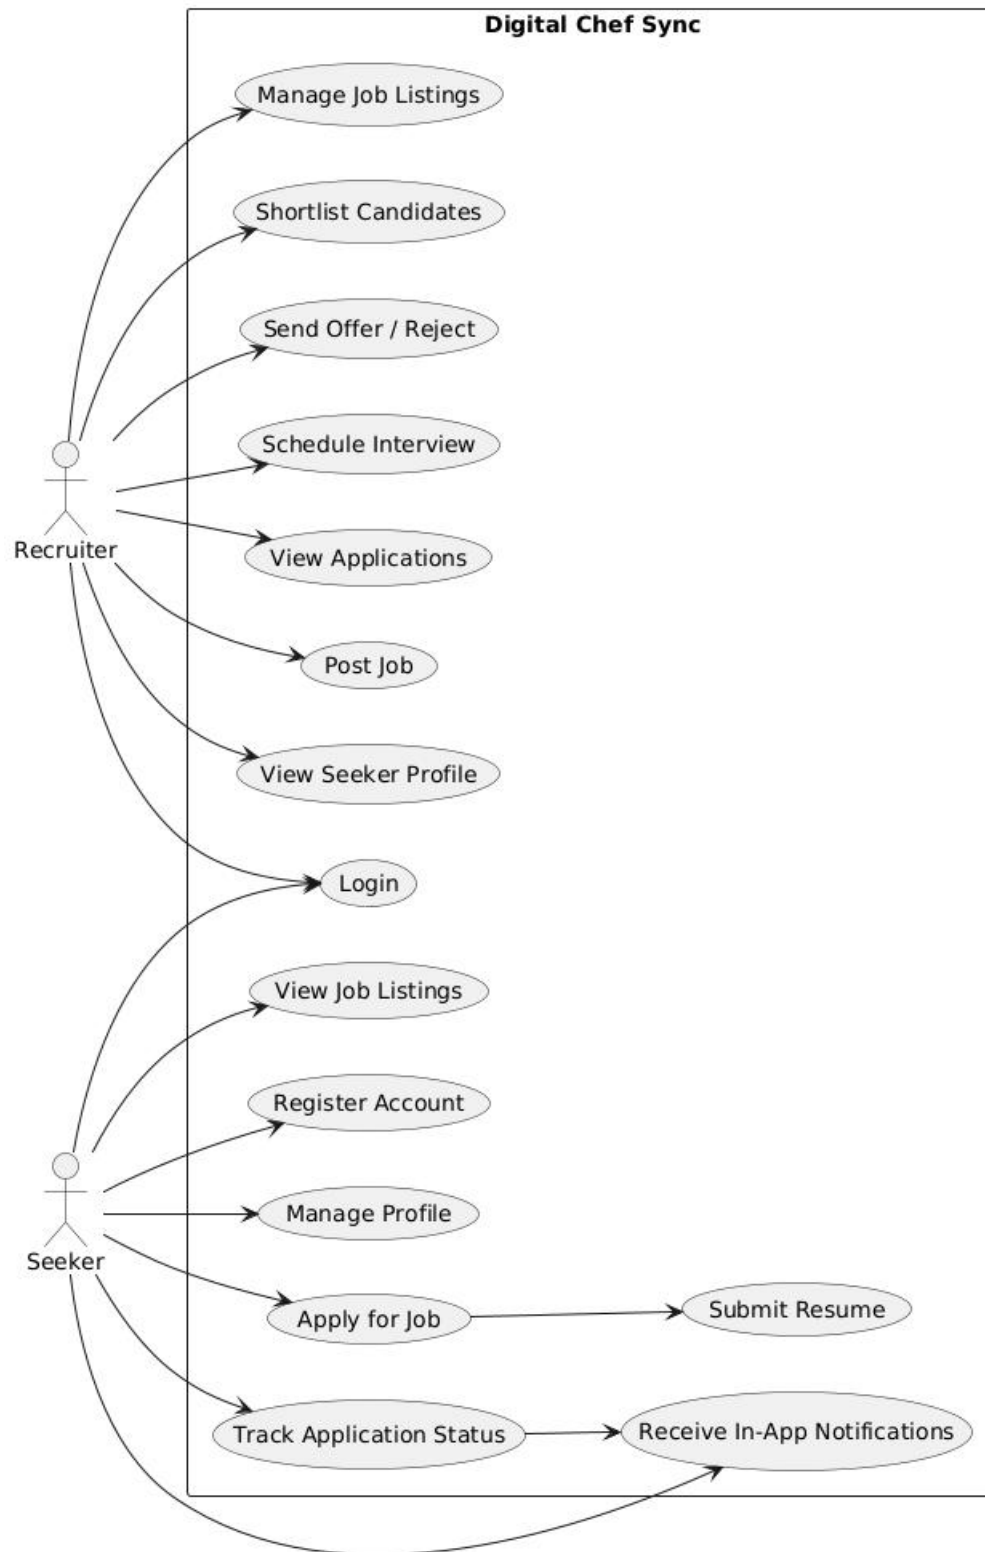 Digital Chef Sync
Manage Job Listings
Shortlist Candidates
Send Offer / Reject
Schedule Interview
Recruiter
View Applications
Post Job
View Seeker Profile
Login
View Job Listings
Register Account
Manage Profile
Seeker
Apply for Job
Submit Resume
Track Application Status
Receive In-App Notifications